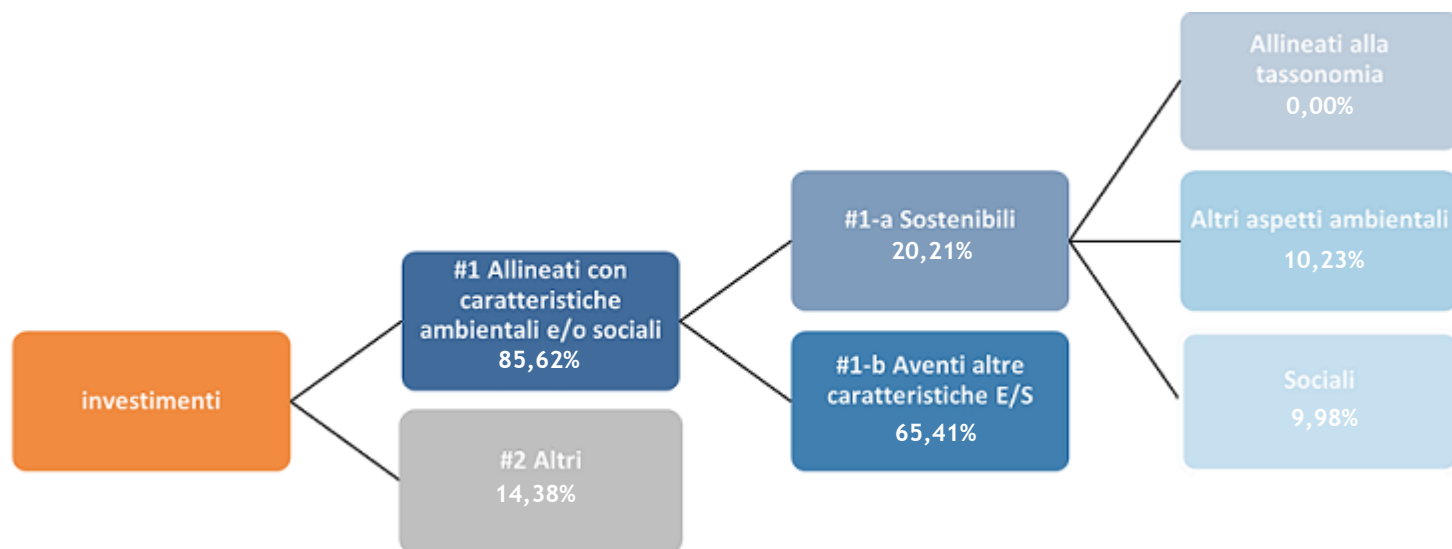 investimenti
#1 Allineati con
caratteristiche
ambientali e/o sociali
85,62%
#2 Altri
14,38%
#1-a Sostenibili
20,21%
#1-b Aventi altre
caratteristiche E/S
65,41%
Allineati alla
tassonomia
0,00%
Altri aspetti ambientali
10,23%
Sociali
9,98%